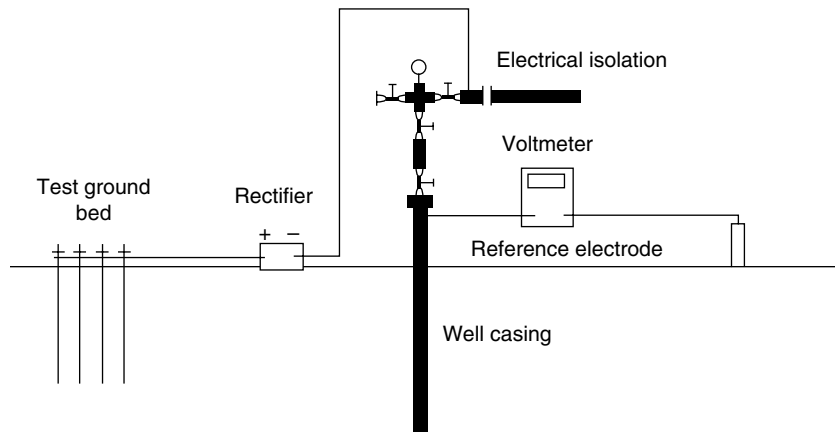 Electrical isolation
Voltmeter
Test ground
bed
Rectifier
+ −
Reference electrode
Well casing